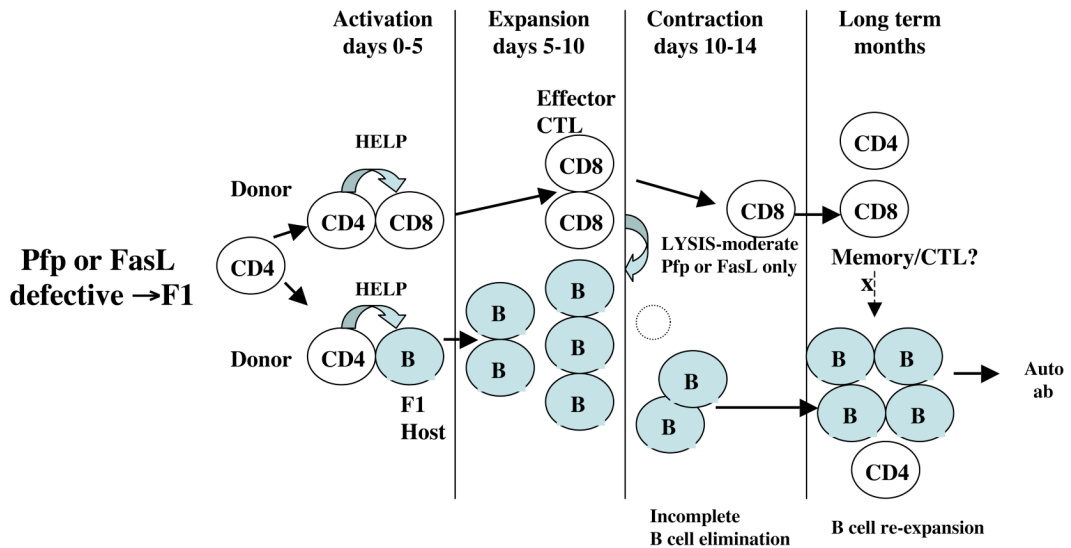 Activation
days 0-5
Expansion
days 5-10
Contraction
days 10-14
Long term
months
Pfp or FasL
defective →F1
HELP
Donor
CD4
CD4
CD8
HELP
Donor
CD4
B
F1
Host
Effector
CTL
CD8
CD8
B
B
B
B
B
LYSIS-moderate
Pfp or FasL only
CD8
B
B
Incomplete
B cell elimination
CD4
CD8
Memory/CTL?
x
B
B
B
B
CD4
Auto
ab
B cell re-expansion